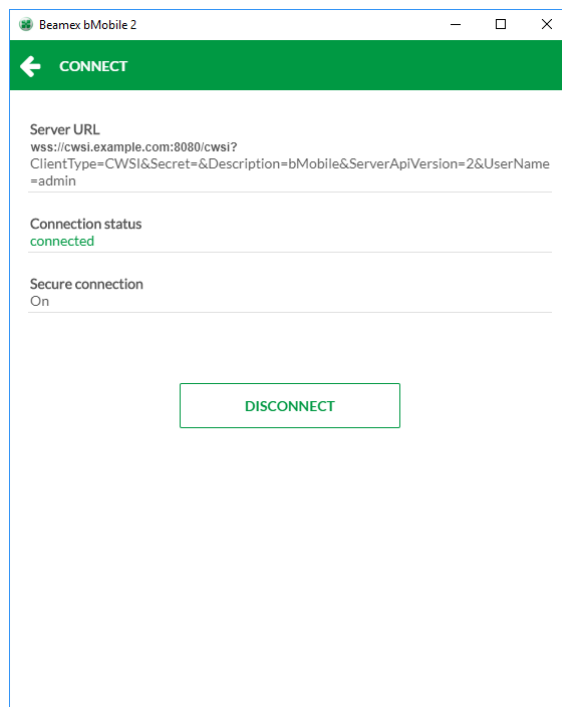 Beamex bMobile 2
CONNECT
Server URL
wss://cwsi.example.com:8080/cwsi?
ClientType=CWSI&Secret=&Description=bMobile&ServerApiVersion=2&UserName
=admin
Connection status
connected
Secure connection
On
DISCONNECT